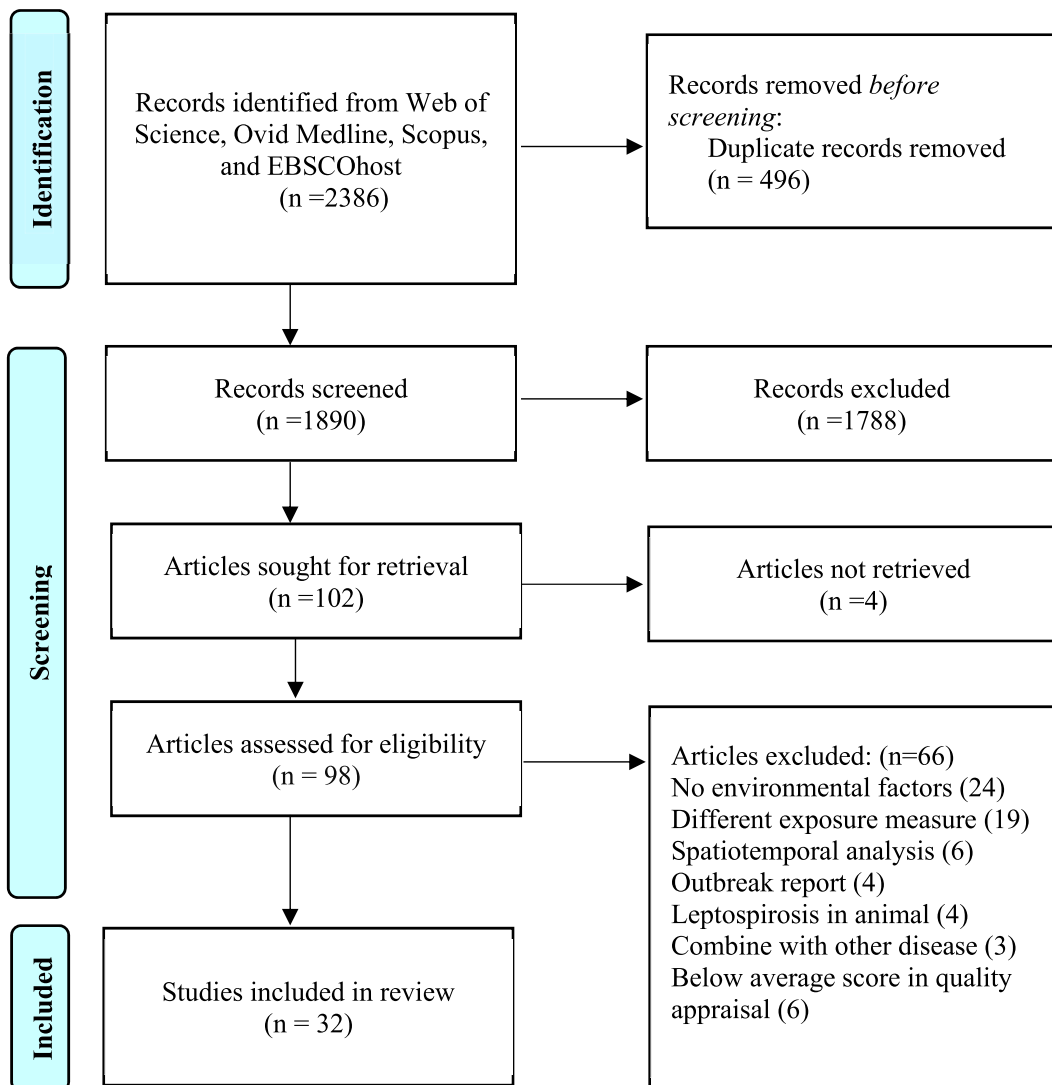 Identification
Records identified from Web of
Science, Ovid Medline, Scopus,
and EBSCOhost
(n =2386)
Records removed before
screening:
Duplicate records removed
(n = 496)
Screening
Records screened
(n =1890)
Records excluded
(n =1788)
Articles sought for retrieval
(n =102)
Articles not retrieved
(n =4)
Articles assessed for eligibility
(n = 98)
Articles excluded: (n=66)
No environmental factors (24)
Different exposure measure (19)
Spatiotemporal analysis (6)
Outbreak report (4)
Leptospirosis in animal (4)
Combine with other disease (3)
Below average score in quality
appraisal (6)
Included
Studies included in review
(n = 32)